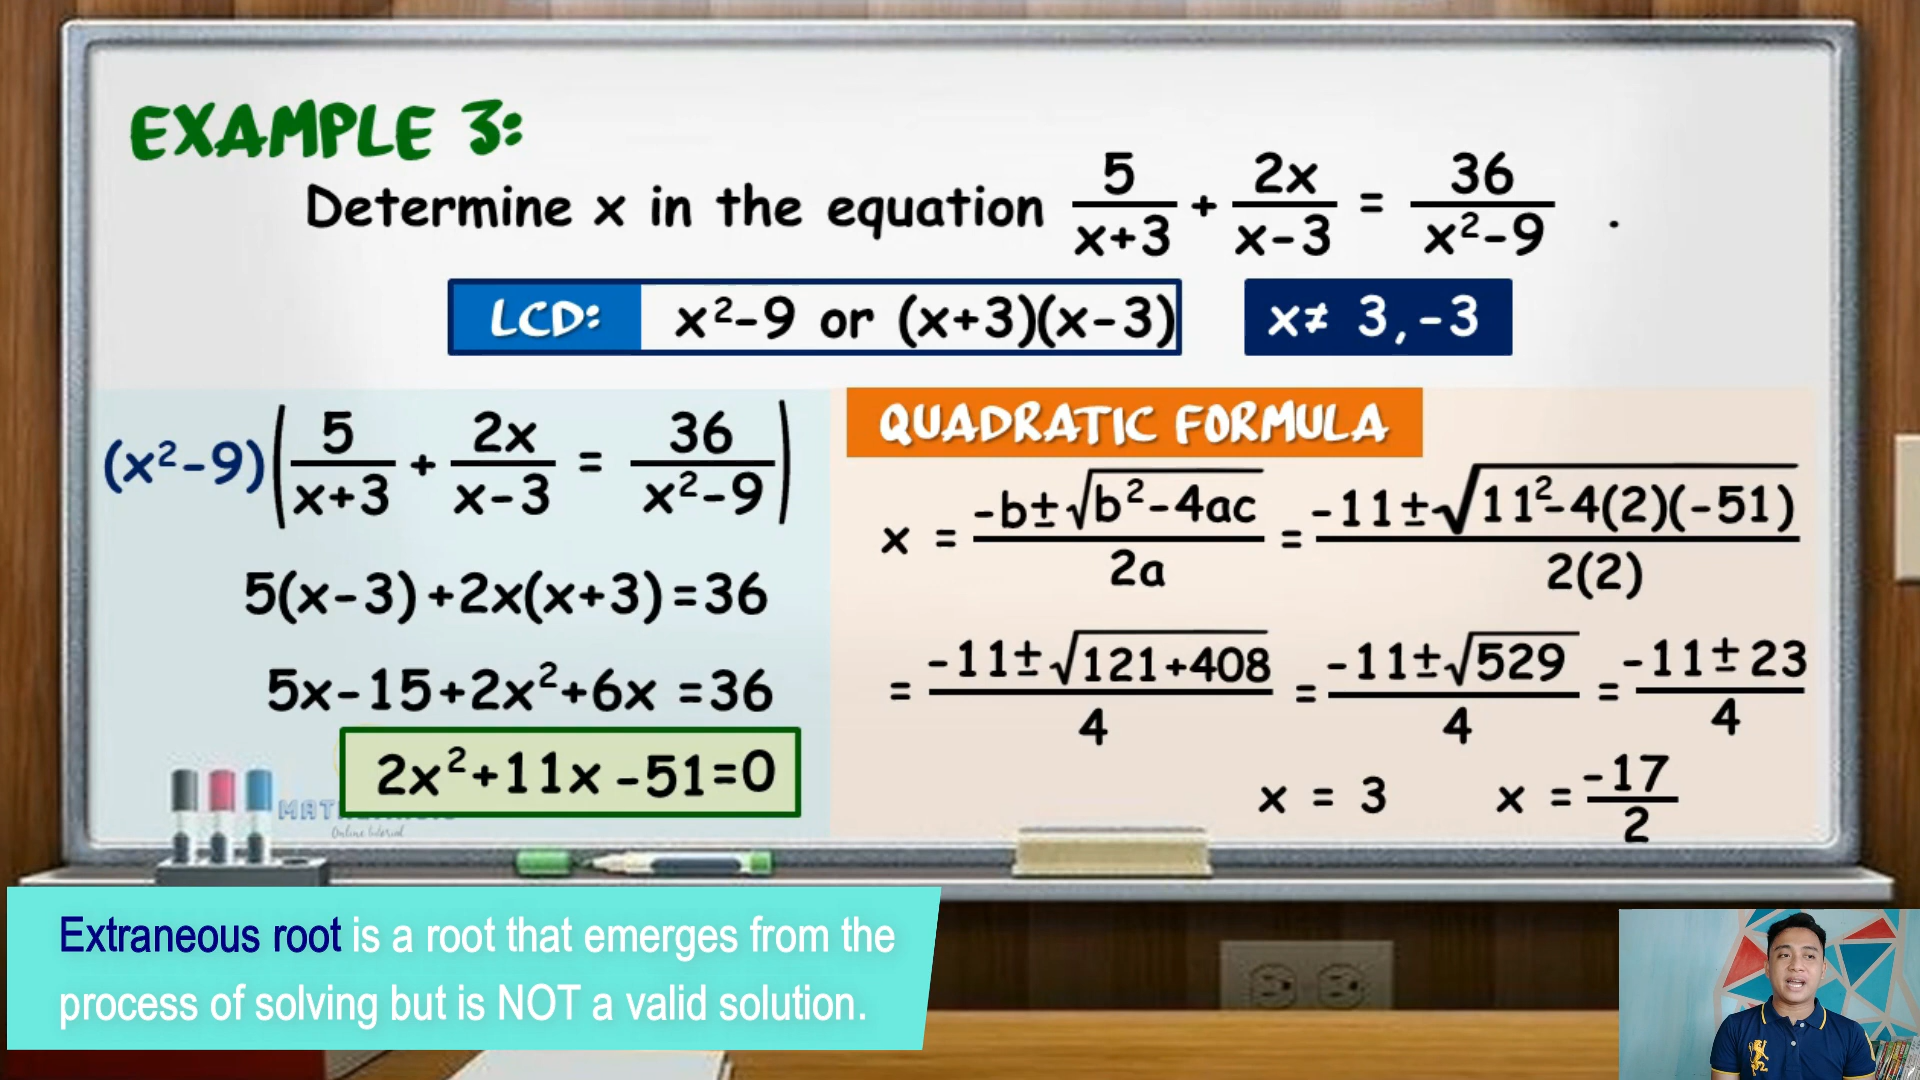 EXAMPLE 3:
Determine x in the equation 5/(x+3) + 2x/(x-3) = 36/(x²-9) .
LCD: x²-9 or (x+3)(x-3)
x≠ 3,-3
(x²-9)(5/(x+3) + 2x/(x-3) = 36/(x²-9))
5(x-3)+2x(x+3)=36
5x-15+2x²+6x =36
2x²+11x -51=0
Online tutorial
QUADRATIC FORMULA
x = (-b±√(b²-4ac))/2a = (-11±√(11²-4(2)(-51)))/2(2)
= (-11±√(121+408))/4 = (-11±√529)/4 = (-11±23)/4
x = 3 x = -17/2
Extraneous root is a root that emerges from the
process of solving but is NOT a valid solution.